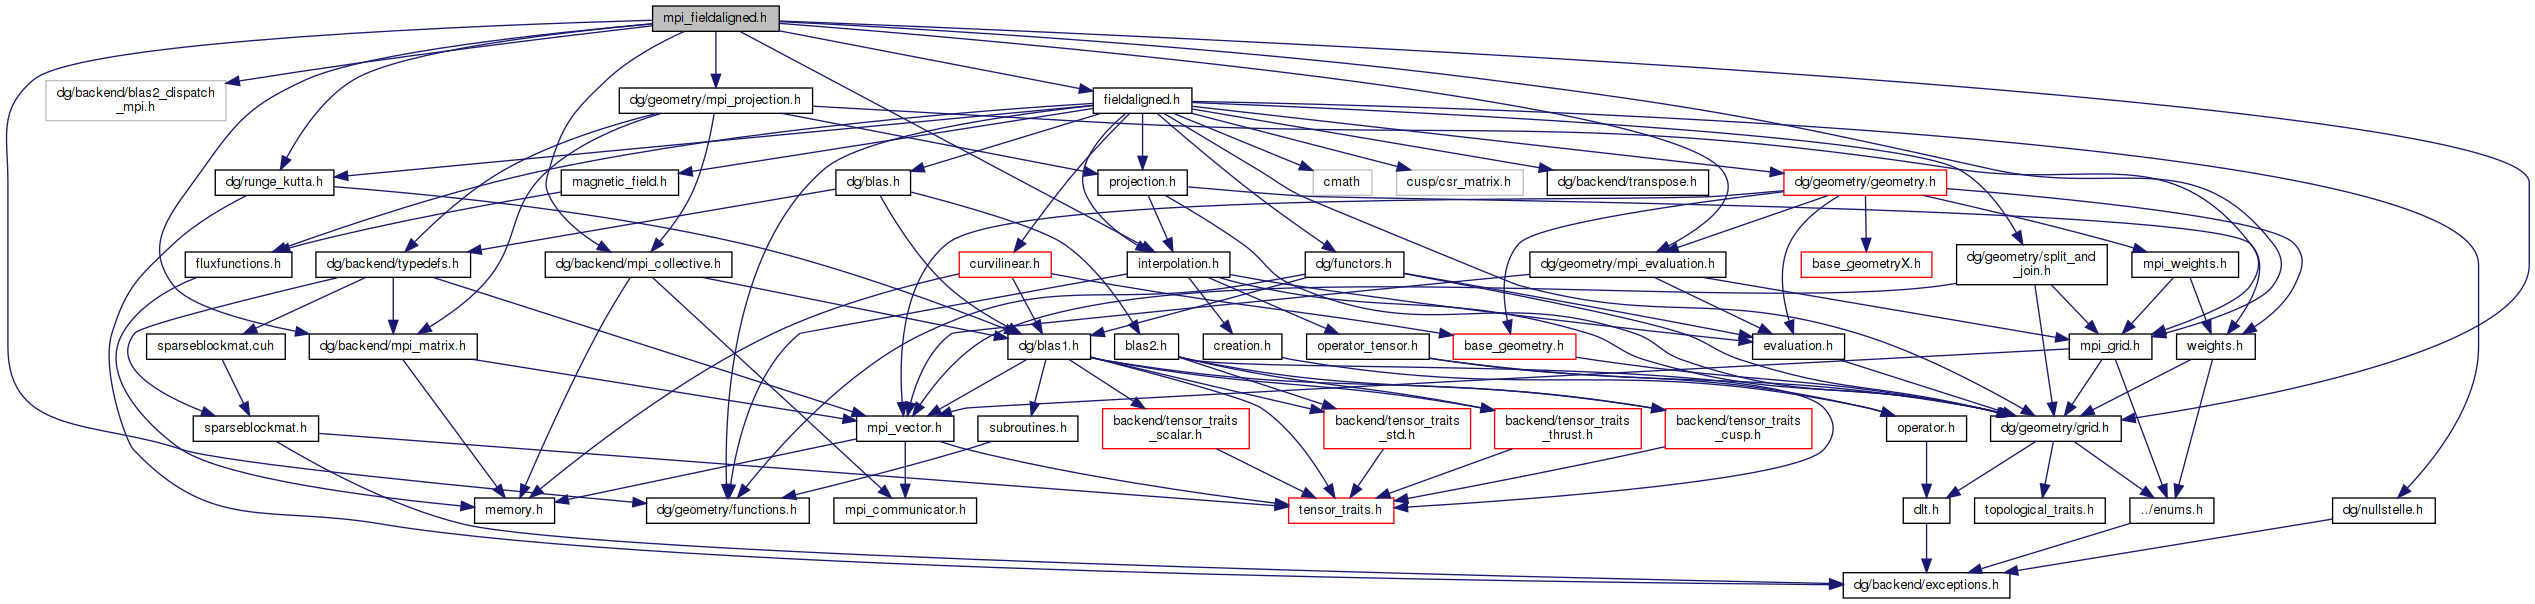 mpi_fieldaligned.h
dg/backend/blas2_dispatch
_mpi.h
dg/geometry/mpi_projection.h
fieldaligned.h
dg/runge_kutta.h
magnetic_field.h
dg/blas.h
projection.h
cmath
cusp/csr_matrix.h
dg/backend/transpose.h
dg/geometry/geometry.h
fluxfunctions.h
dg/backend/typedefs.h
dg/backend/mpi_collective.h
curvilinear.h
interpolation.h
dg/functors.h
dg/geometry/mpi_evaluation.h
base_geometryX.h
dg/geometry/split_and
_join.h
mpi_weights.h
sparseblockmat.cuh
dg/backend/mpi_matrix.h
dg/blas1.h
blas2.h
creation.h
operator_tensor.h
base_geometry.h
evaluation.h
mpi_grid.h
weights.h
sparseblockmat.h
mpi_vector.h
subroutines.h
backend/tensor_traits
_scalar.h
backend/tensor_traits
_std.h
backend/tensor_traits
_thrust.h
backend/tensor_traits
_cusp.h
operator.h
dg/geometry/grid.h
memory.h
dg/geometry/functions.h
mpi_communicator.h
tensor_traits.h
dlt.h
topological_traits.h
../enums.h
dg/nullstelle.h
dg/backend/exceptions.h